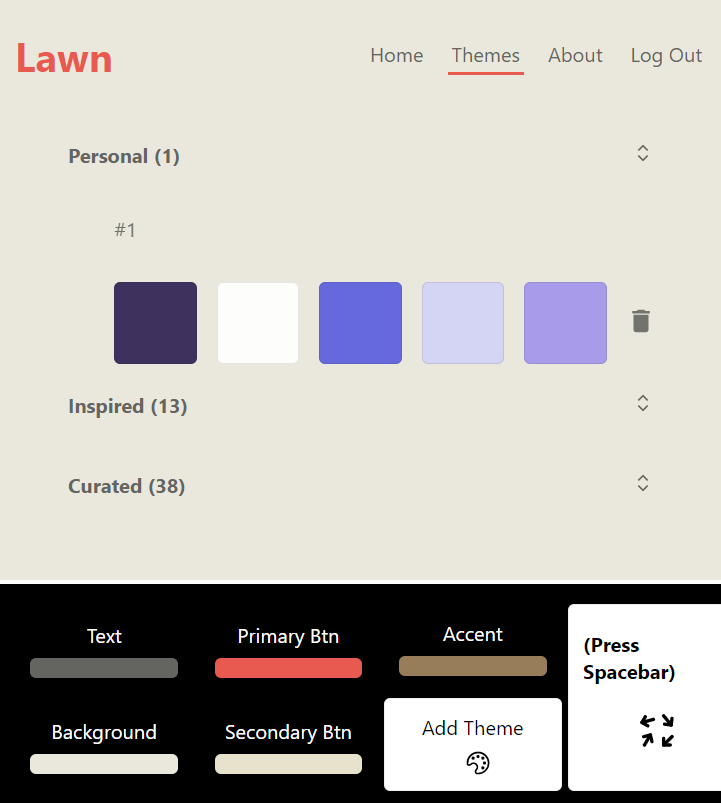 Lawn
Home Themes About Log Out
Personal (1)
#1
Inspired (13)
Curated (38)
Text Primary Btn Accent
(Press
Spacebar)
Background Secondary Btn Add Theme